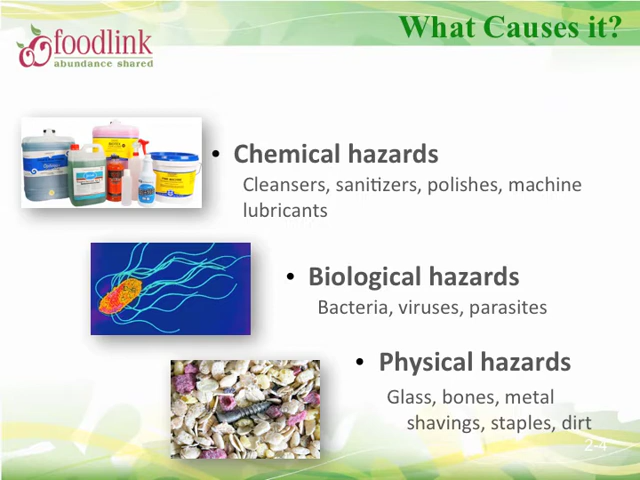 What Causes it?
foodlink
abundance shared
• Chemical hazards
Cleansers, sanitizers, polishes, machine
lubricants
• Biological hazards
Bacteria, viruses, parasites
• Physical hazards
Glass, bones, metal
shavings, staples, dirt
2-4